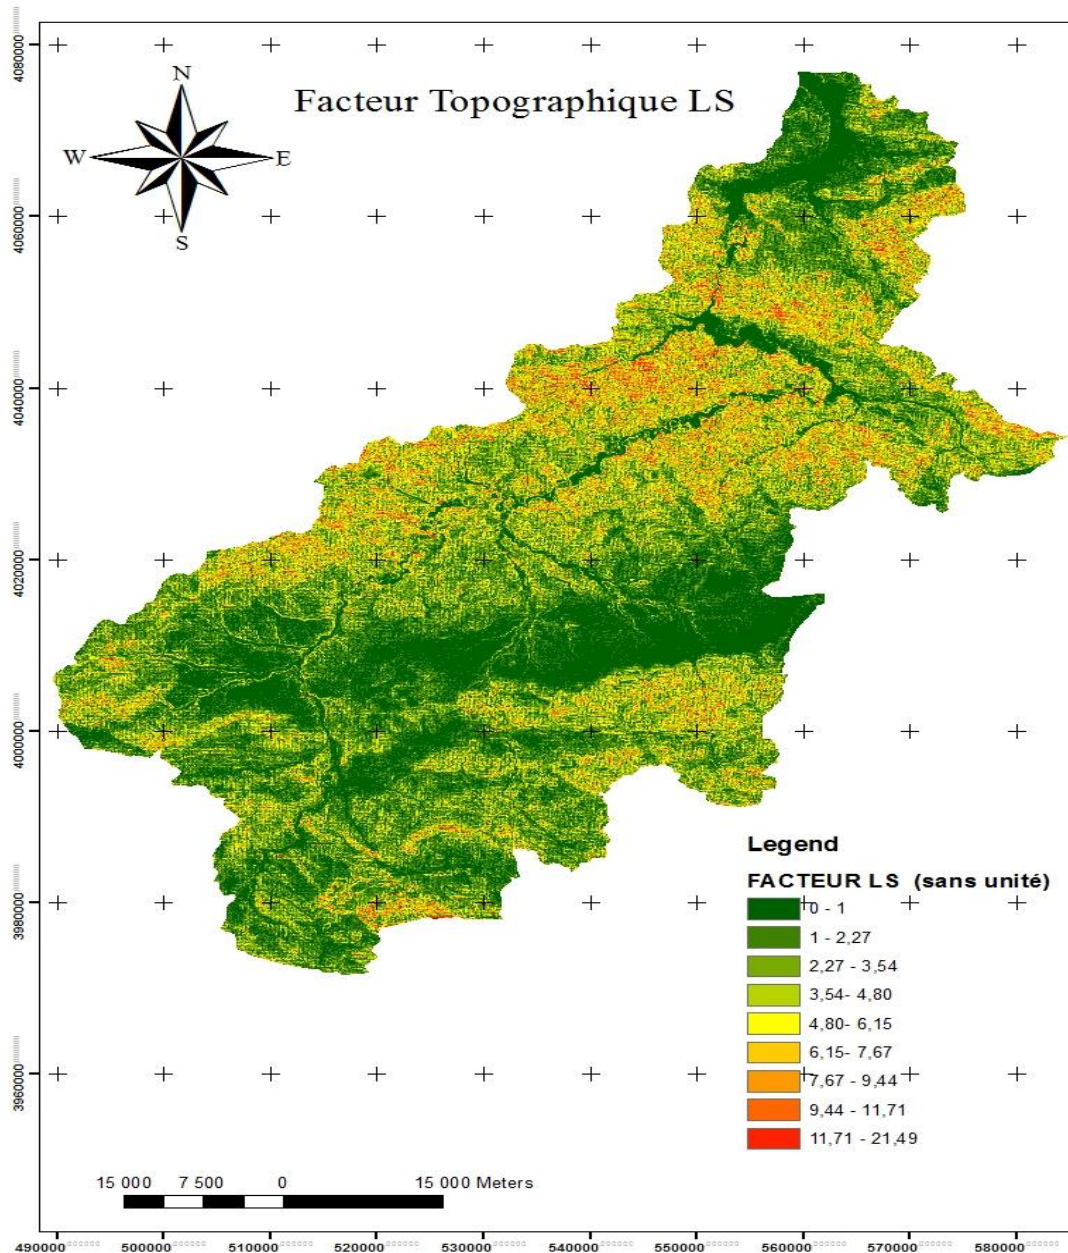 N
Facteur Topographique LS
W E
S
4080000
4060000
4040000
4020000
4000000
3980000
3960000
Legend
FACTEUR LS (sans unité)
0 - 1
1 - 2,27
2,27 - 3,54
3,54- 4,80
4,80- 6,15
6,15- 7,67
7,67 - 9,44
9,44 - 11,71
11,71 - 21,49
15 000 7 500 0 15 000 Meters
490000 500000 510000 520000 530000 540000 550000 560000 570000 580000